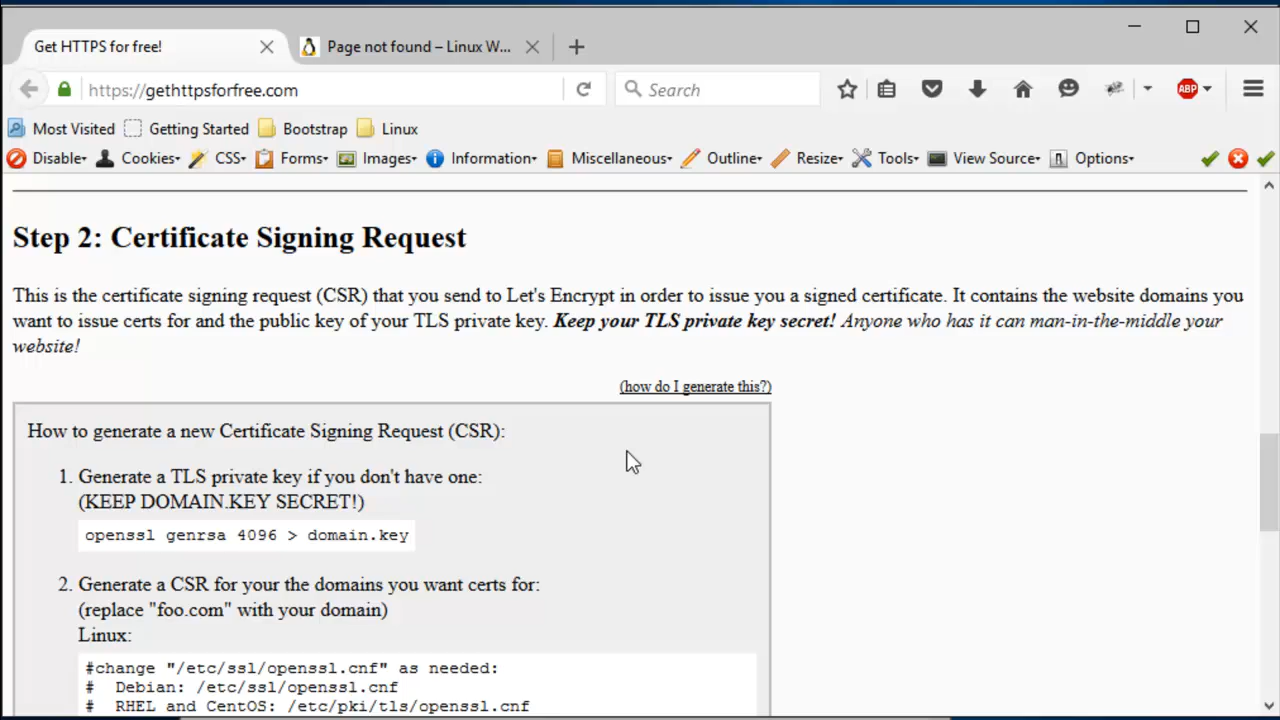 Get HTTPS for free!
Page not found – Linux W...
https://gethttpsforfree.com
Search
ABP
Most Visited
Getting Started
Bootstrap
Linux
Disable
Cookies
CSS
Forms
Images
Information
Miscellaneous
Outline
Resize
Tools
View Source
Options
Step 2: Certificate Signing Request
This is the certificate signing request (CSR) that you send to Let's Encrypt in order to issue you a signed certificate. It contains the website domains you
want to issue certs for and the public key of your TLS private key. Keep your TLS private key secret! Anyone who has it can man-in-the-middle your
website!
(how do I generate this?)
How to generate a new Certificate Signing Request (CSR):
1. Generate a TLS private key if you don't have one:
(KEEP DOMAIN.KEY SECRET!)
openssl genrsa 4096 > domain.key
2. Generate a CSR for your the domains you want certs for:
(replace "foo.com" with your domain)
Linux:
#change "/etc/ssl/openssl.cnf" as needed:
# Debian: /etc/ssl/openssl.cnf
# RHEL and CentOS: /etc/pki/tls/openssl.cnf